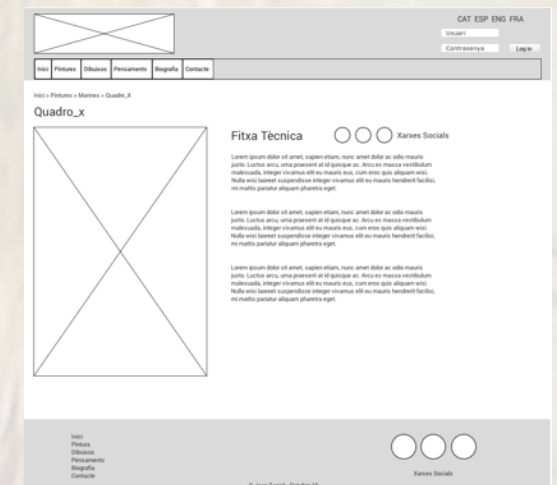 CAT ESP ENG FRA
Usuari
Contrasenya
Login
Inici Pintures Dibuixos Pensaments Biografia Contacte
Inici > Pintures > Marines > Quadre_X
Quadro_x
Fitxa Tècnica
Xarxes Socials
Lorem ipsum dolor sit amet, sapien etiam, nunc amet dolor ac odio mauris
justo. Luctus arcu, urna praesent at id quisque ac. Arcu es massa vestibulum
malesuada, integer vivamus elit eu mauris eus, cum eros quis aliquam wisi.
Nulla wisi laoreet suspendisse integer vivamus elit eu mauris hendrerit facilisi,
mi mattis pariatur aliquam pharetra eget.
Lorem ipsum dolor sit amet, sapien etiam, nunc amet dolor ac odio mauris
justo. Luctus arcu, urna praesent at id quisque ac. Arcu es massa vestibulum
malesuada, integer vivamus elit eu mauris eus, cum eros quis aliquam wisi.
Nulla wisi laoreet suspendisse integer vivamus elit eu mauris hendrerit facilisi,
mi mattis pariatur aliquam pharetra eget.
Lorem ipsum dolor sit amet, sapien etiam, nunc amet dolor ac odio mauris
justo. Luctus arcu, urna praesent at id quisque ac. Arcu es massa vestibulum
malesuada, integer vivamus elit eu mauris eus, cum eros quis aliquam wisi.
Nulla wisi laoreet suspendisse integer vivamus elit eu mauris hendrerit facilisi,
mi mattis pariatur aliquam pharetra eget.
Inici
Pintura
Dibuixos
Pensaments
Biografia
Contacte
Xarxes Socials